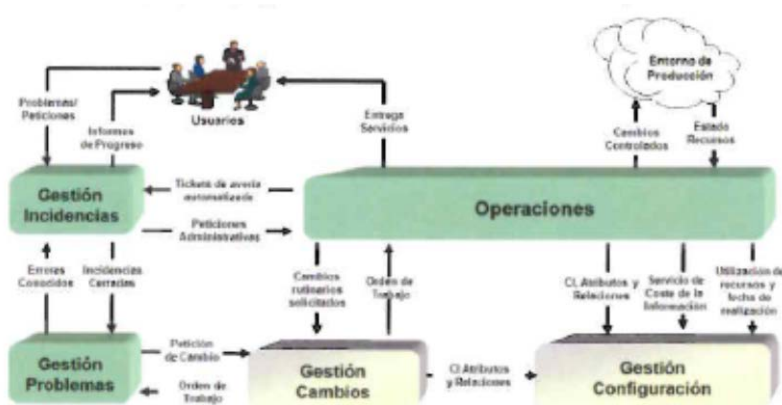 Entorno de
Producción
Problemas/
Peticiones
Informes
de Progreso
Usuarios
Entrega
Servicios
Cambios
Controlados
Estado
Recursos
Gestión
Incidencias
Tickets de avería
automatizada
Peticiones
Administrativas
Operaciones
Errores
Conocidos
Incidencias
Cerradas
Cambios
rutinarios
solicitados
Orden de
Trabajo
CI, Atributos y
Relaciones
Servicio de
Coste de la
Información
Utilización de
recursos y
fecha de
realización
Gestión
Problemas
Petición
de Cambio
Orden de
Trabajo
Gestión
Cambios
CI Atributos
y Relaciones
Gestión
Configuración